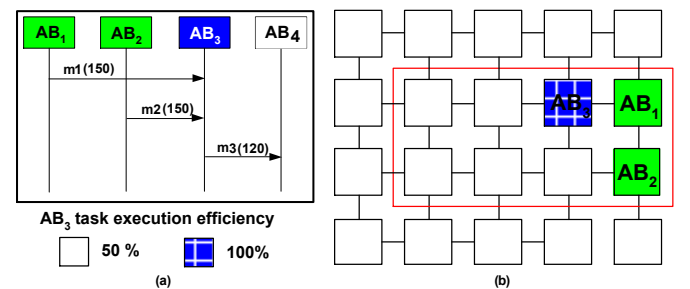 AB1 AB2 AB3 AB4
m1(150)
m2(150)
m3(120)
AB3 task execution efficiency
50 % 100%
(a)
AB3 AB1
AB2
(b)